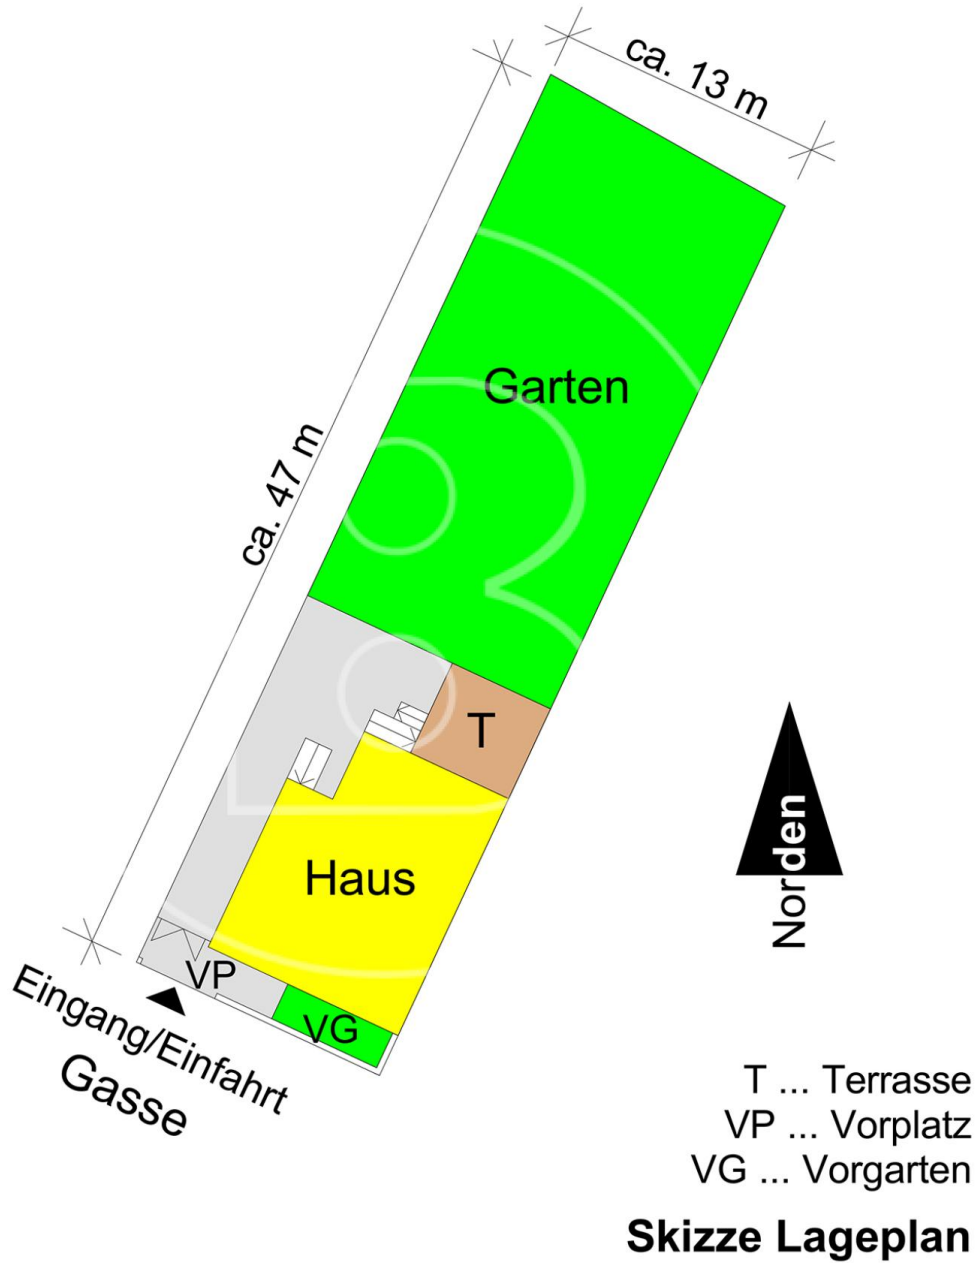 ca. 13 m
ca. 47 m
Garten
T
Haus
VP
VG
Eingang/Einfahrt
Gasse
Norden
T ... Terrasse
VP ... Vorplatz
VG ... Vorgarten
Skizze Lageplan